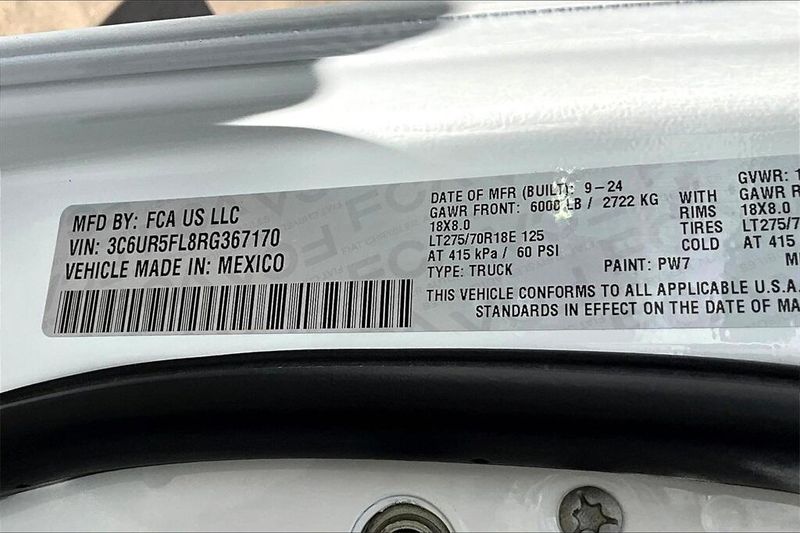 MFD BY: FCA US LLC
VIN: 3C6UR5FL8RG367170
VEHICLE MADE IN: MEXICO
DATE OF MFR (BUILT): 9-24
GAWR FRONT: 6000 LB / 2722 KG WITH
18X8.0 RIMS
LT275/70R18E 125 TIRES
AT 415 kPa / 60 PSI COLD
TYPE: TRUCK PAINT: PW7
THIS VEHICLE CONFORMS TO ALL APPLICABLE U.S.A.
STANDARDS IN EFFECT ON THE DATE OF MA
GVWR: 1
GAWR R
18X8.0
LT275/7
AT 415